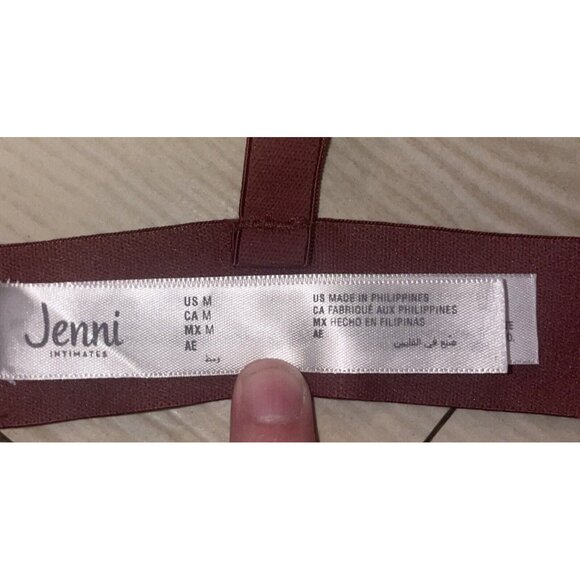 Jenni
INTIMATES
US M
CA M
MX M
AE
وسط
US MADE IN PHILIPPINES
CA FABRIQUÉ AUX PHILIPPINES
MX HECHO EN FILIPINAS
AE
صُنع في الفلبين